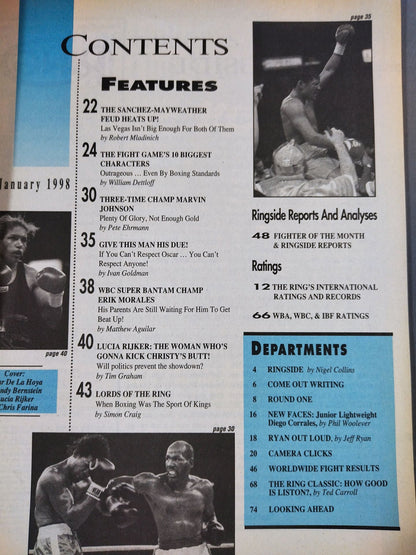 page 35
CONTENTS
FEATURES
22 THE SANCHEZ-MAYWEATHER
FEUD HEATS UP!
Las Vegas Isn't Big Enough For Both Of Them
by Robert Mladinich
24 THE FIGHT GAME'S 10 BIGGEST
CHARACTERS
Outrageous ... Even By Boxing Standards
by William Dettloff
30 THREE-TIME CHAMP MARVIN
JOHNSON
Plenty Of Glory, Not Enough Gold
by Pete Ehrmann
35 GIVE THIS MAN HIS DUE!
If You Can't Respect Oscar ... You Can't
Respect Anyone!
by Ivan Goldman
38 WBC SUPER BANTAM CHAMP
ERIK MORALES
His Parents Are Still Waiting For Him To Get
Beat Up!
by Matthew Aguilar
40 LUCIA RIJKER: THE WOMAN WHO'S
GONNA KICK CHRISTY'S BUTT!
Will politics prevent the showdown?
by Tim Graham
43 LORDS OF THE RING
When Boxing Was The Sport Of Kings
by Simon Craig
page 30
January 1998
page 40
Cover:
De La Hoya
Bernstein
Rijker
Chris Farina
Ringside Reports And Analyses
48 FIGHTER OF THE MONTH
& RINGSIDE REPORTS
Ratings
12 THE RING'S INTERNATIONAL
RATINGS AND RECORDS
66 WBA, WBC, & IBF RATINGS
DEPARTMENTS
4 RINGSIDE by Nigel Collins
6 COME OUT WRITING
8 ROUND ONE
16 NEW FACES: Junior Lightweight
Diego Corrales, by Phil Woolever
18 RYAN OUT LOUD, by Jeff Ryan
20 CAMERA CLICKS
46 WORLDWIDE FIGHT RESULTS
68 THE RING CLASSIC: HOW GOOD
IS LISTON?, by Ted Carroll
74 LOOKING AHEAD